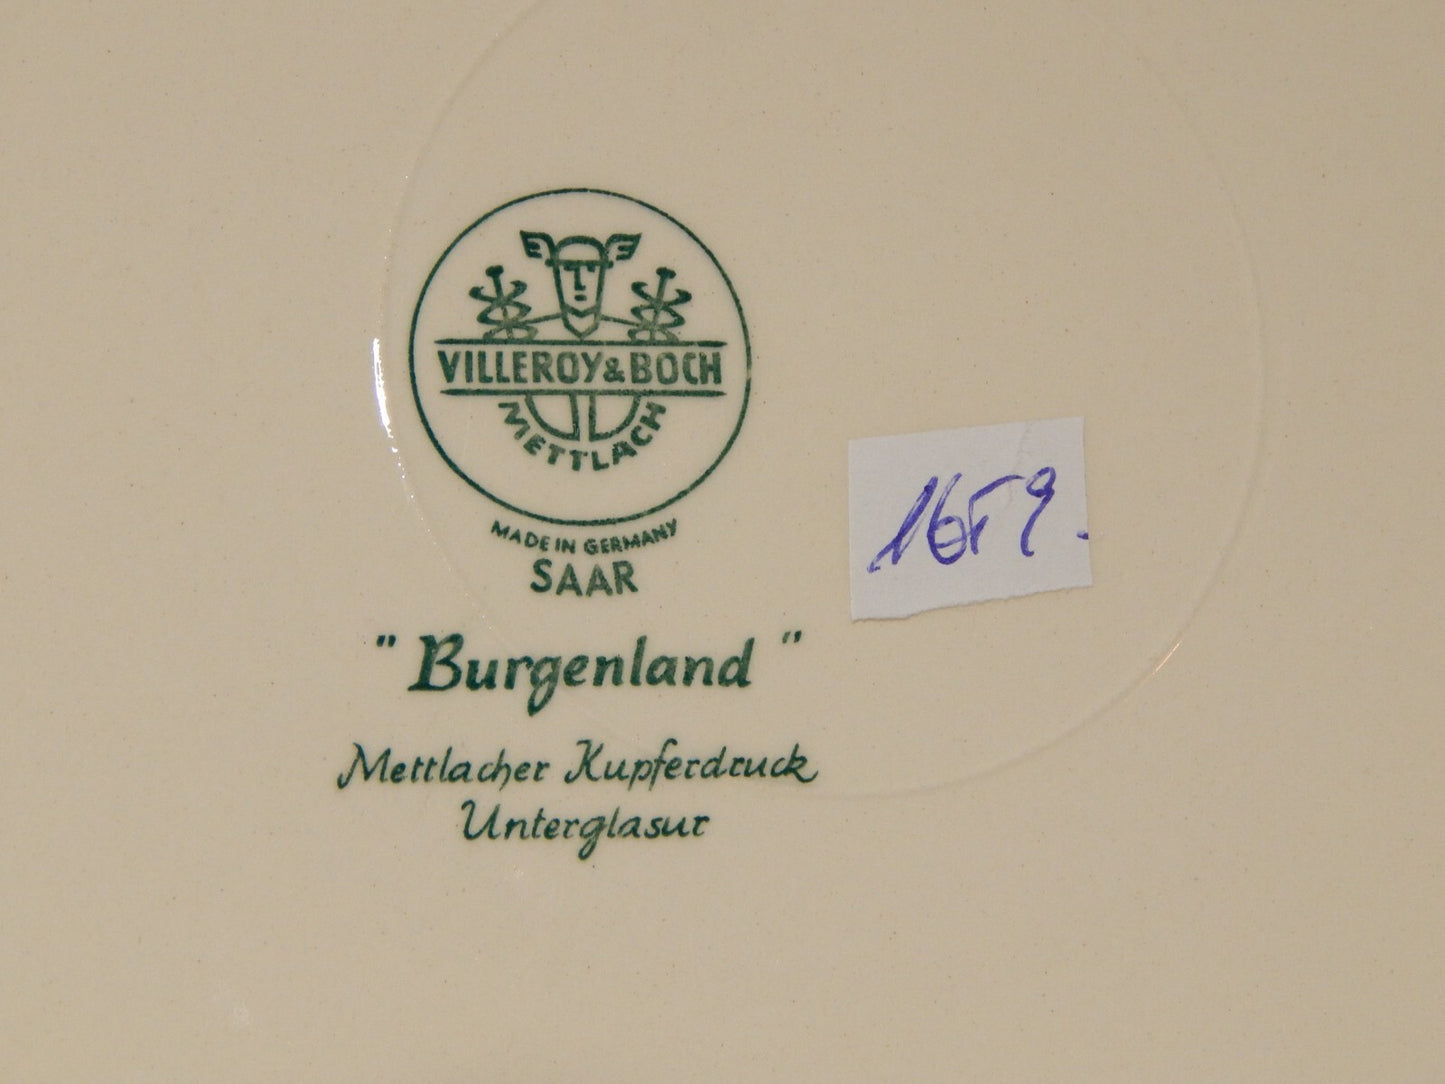 VILLEROY & BOCH
METTLACH
MADE IN GERMANY
SAAR
"Burgenland"
Mettlacher Kupferdruck
Unterglasur